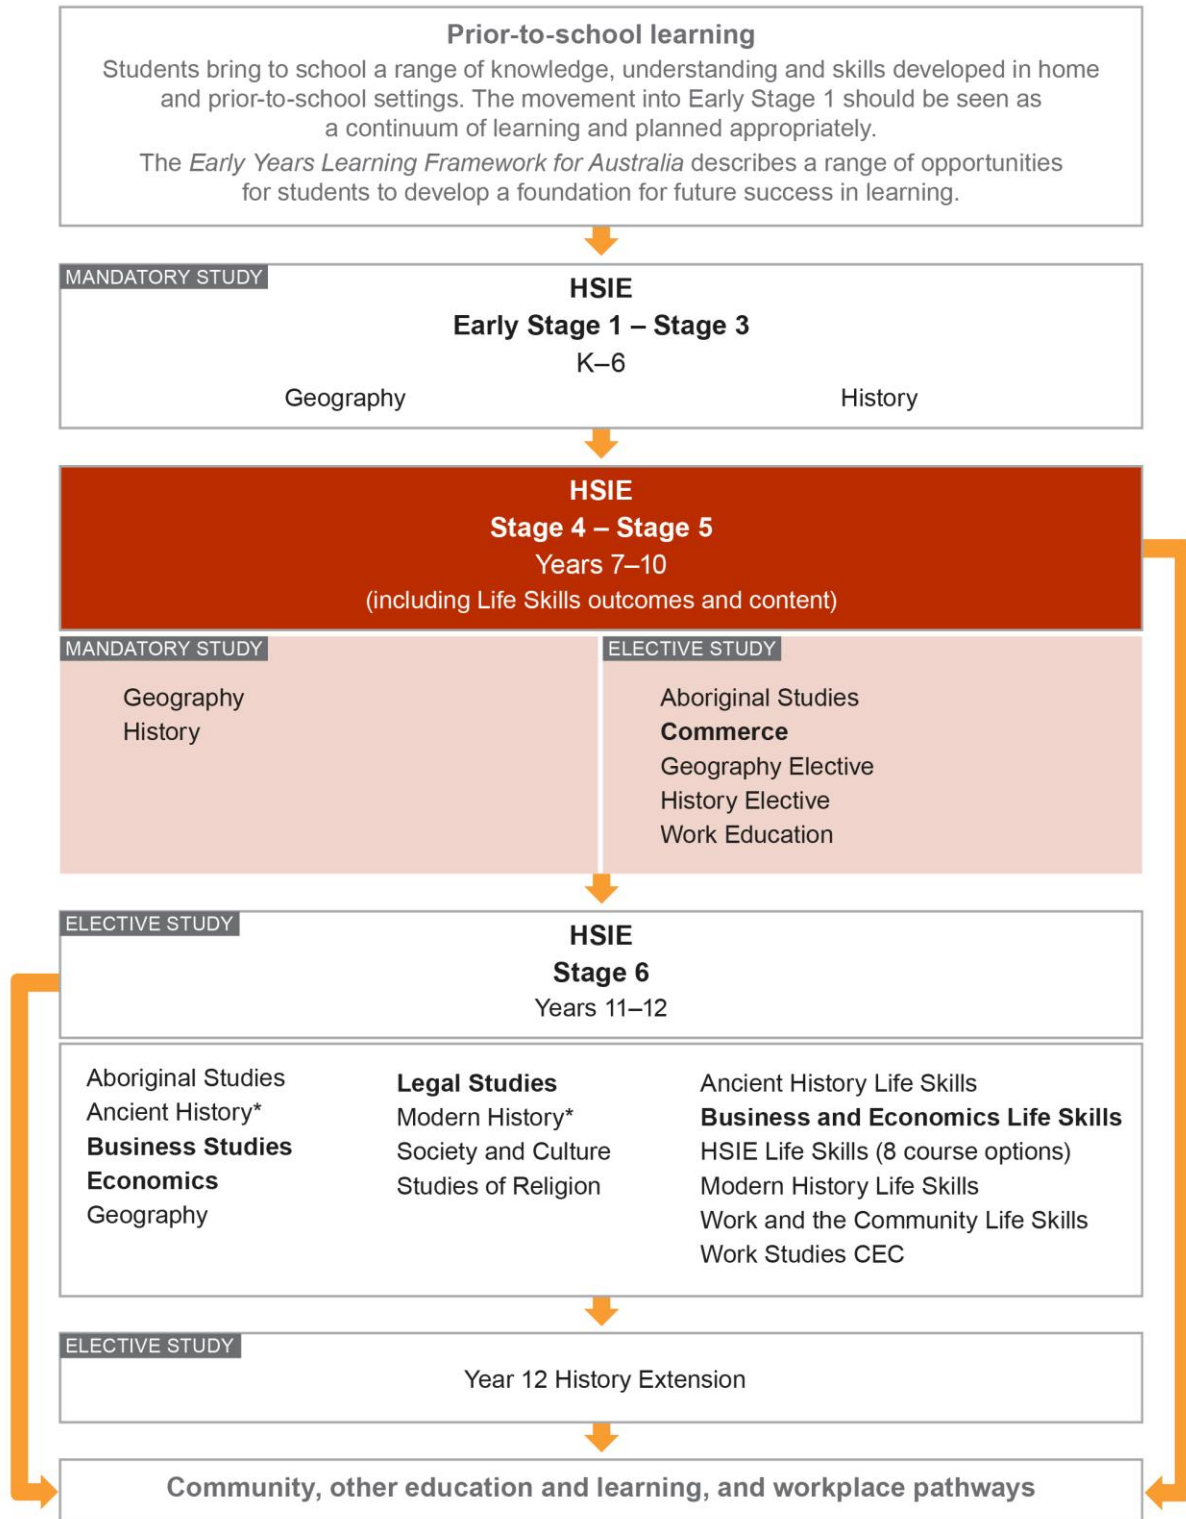 Prior-to-school learning
Students bring to school a range of knowledge, understanding and skills developed in home
and prior-to-school settings. The movement into Early Stage 1 should be seen as
a continuum of learning and planned appropriately.
The Early Years Learning Framework for Australia describes a range of opportunities
for students to develop a foundation for future success in learning.
MANDATORY STUDY
HSIE
Early Stage 1 – Stage 3
K–6
Geography
History
HSIE
Stage 4 – Stage 5
Years 7–10
(including Life Skills outcomes and content)
MANDATORY STUDY
Geography
History
ELECTIVE STUDY
Aboriginal Studies
Commerce
Geography Elective
History Elective
Work Education
ELECTIVE STUDY
HSIE
Stage 6
Years 11–12
Aboriginal Studies
Ancient History*
Business Studies
Economics
Geography
Legal Studies
Modern History*
Society and Culture
Studies of Religion
Ancient History Life Skills
Business and Economics Life Skills
HSIE Life Skills (8 course options)
Modern History Life Skills
Work and the Community Life Skills
Work Studies CEC
ELECTIVE STUDY
Year 12 History Extension
Community, other education and learning, and workplace pathways